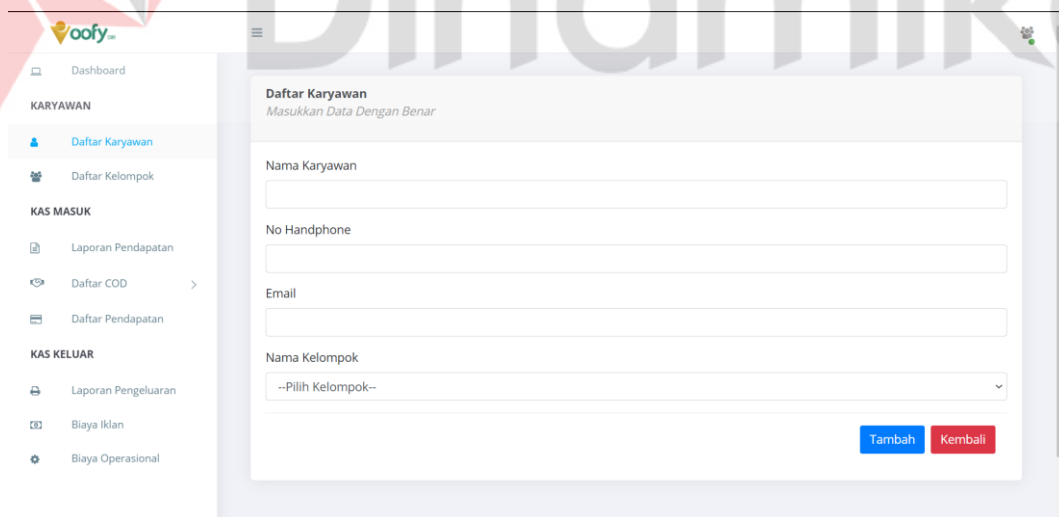 Dinamika
oofy
Dashboard
KARYAWAN
Daftar Karyawan
Daftar Kelompok
KAS MASUK
Laporan Pendapatan
Daftar COD
Daftar Pendapatan
KAS KELUAR
Laporan Pengeluaran
Biaya Iklan
Biaya Operasional
Daftar Karyawan
Masukkan Data Dengan Benar
Nama Karyawan
No Handphone
Email
Nama Kelompok
--Pilih Kelompok--
Tambah
Kembali